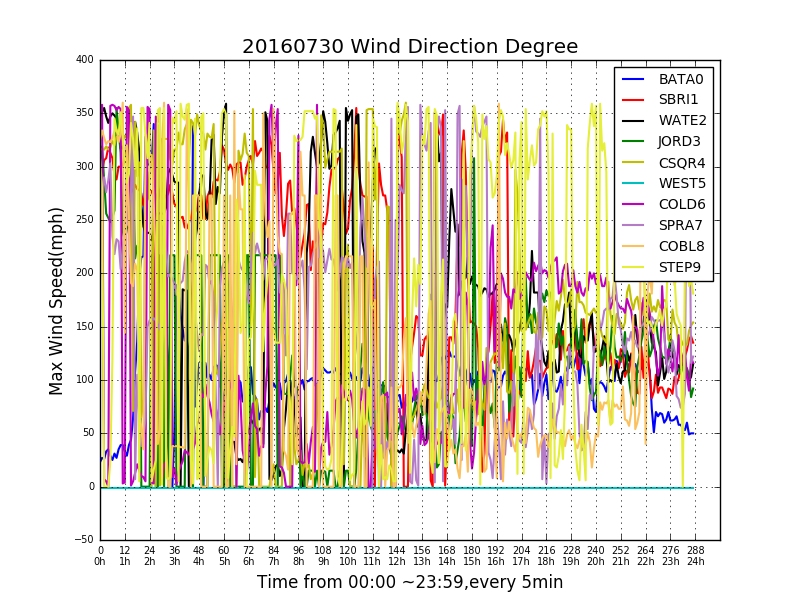 20160730 Wind Direction Degree
400
350
300
250
200
150
100
50
0
−50
Max Wind Speed(mph)
BATA0
SBRI1
WATE2
JORD3
CSQR4
WEST5
COLD6
SPRA7
COBL8
STEP9
0 12 24 36 48 60 72 84 96 108 120 132 144 156 168 180 192 204 216 228 240 252 264 276 288
0h 1h 2h 3h 4h 5h 6h 7h 8h 9h 10h 11h 12h 13h 14h 15h 16h 17h 18h 19h 20h 21h 22h 23h 24h
Time from 00:00 ~23:59,every 5min